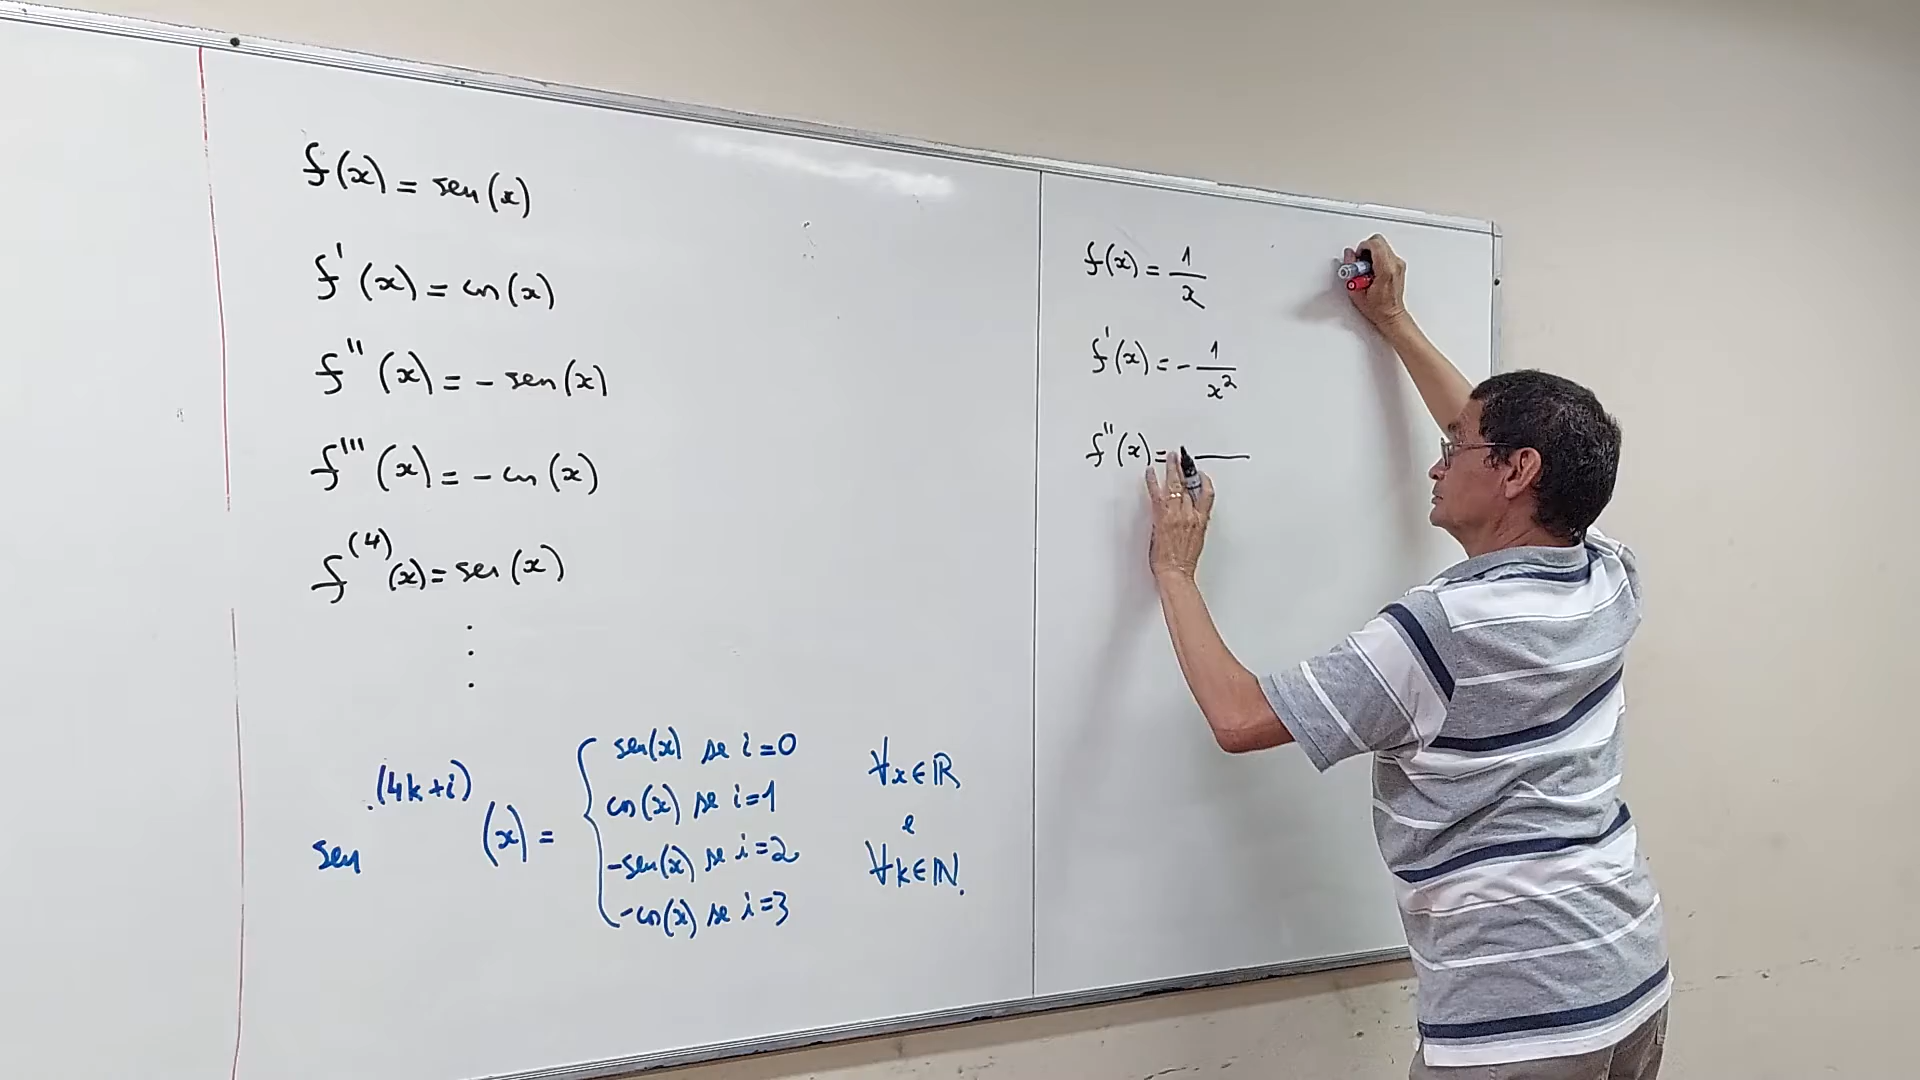 f(x) = sen(x)
f'(x) = cos(x)
f''(x) = - sen(x)
f'''(x) = - cos(x)
f^(4)(x) = sen(x)
⋮
sen^(4k+i)(x) = { sen(x) se i=0
cos(x) se i=1
-sen(x) se i=2
-cos(x) se i=3
∀x∈ℝ
e
∀k∈ℕ.
f(x) = 1/x
f'(x) = - 1/x²
f''(x) =